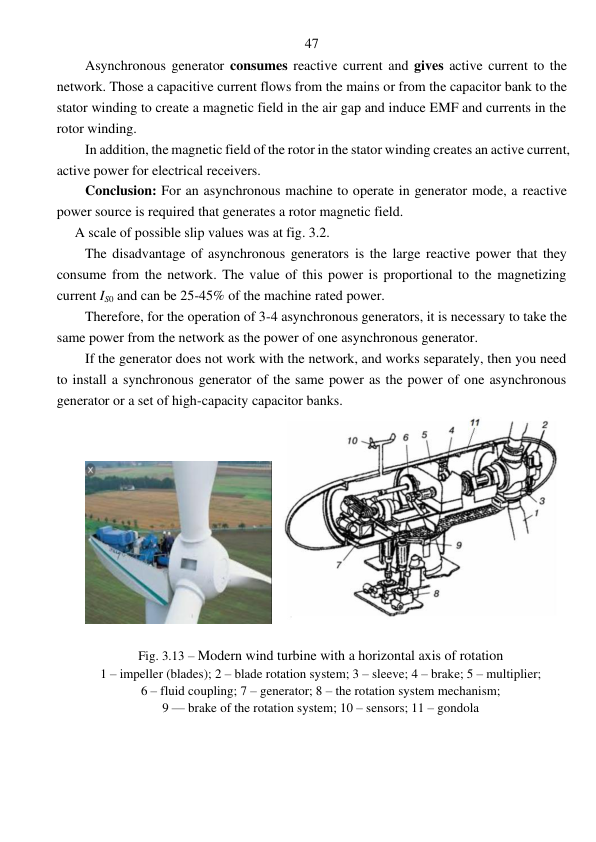 47
Asynchronous generator consumes reactive current and gives active current to the
network. Those a capacitive current flows from the mains or from the capacitor bank to the
stator winding to create a magnetic field in the air gap and induce EMF and currents in the
rotor winding.
In addition, the magnetic field of the rotor in the stator winding creates an active current,
active power for electrical receivers.
Conclusion: For an asynchronous machine to operate in generator mode, a reactive
power source is required that generates a rotor magnetic field.
A scale of possible slip values was at fig. 3.2.
The disadvantage of asynchronous generators is the large reactive power that they
consume from the network. The value of this power is proportional to the magnetizing
current IS0 and can be 25-45% of the machine rated power.
Therefore, for the operation of 3-4 asynchronous generators, it is necessary to take the
same power from the network as the power of one asynchronous generator.
If the generator does not work with the network, and works separately, then you need
to install a synchronous generator of the same power as the power of one asynchronous
generator or a set of high-capacity capacitor banks.
X
10
6
5
4
11
2
3
1
9
7
8
Fig. 3.13 – Modern wind turbine with a horizontal axis of rotation
1 – impeller (blades); 2 – blade rotation system; 3 – sleeve; 4 – brake; 5 – multiplier;
6 – fluid coupling; 7 – generator; 8 – the rotation system mechanism;
9 — brake of the rotation system; 10 – sensors; 11 – gondola